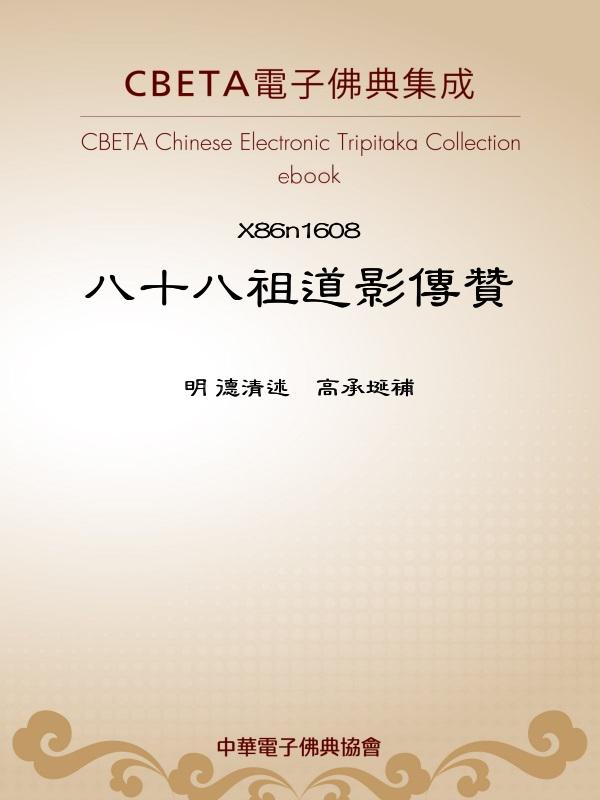 CBETA電子佛典集成
CBETA Chinese Electronic Tripitaka Collection
ebook
X86n1608
八十八祖道影傳贊
明 德清述　高承埏補
中華電子佛典協會